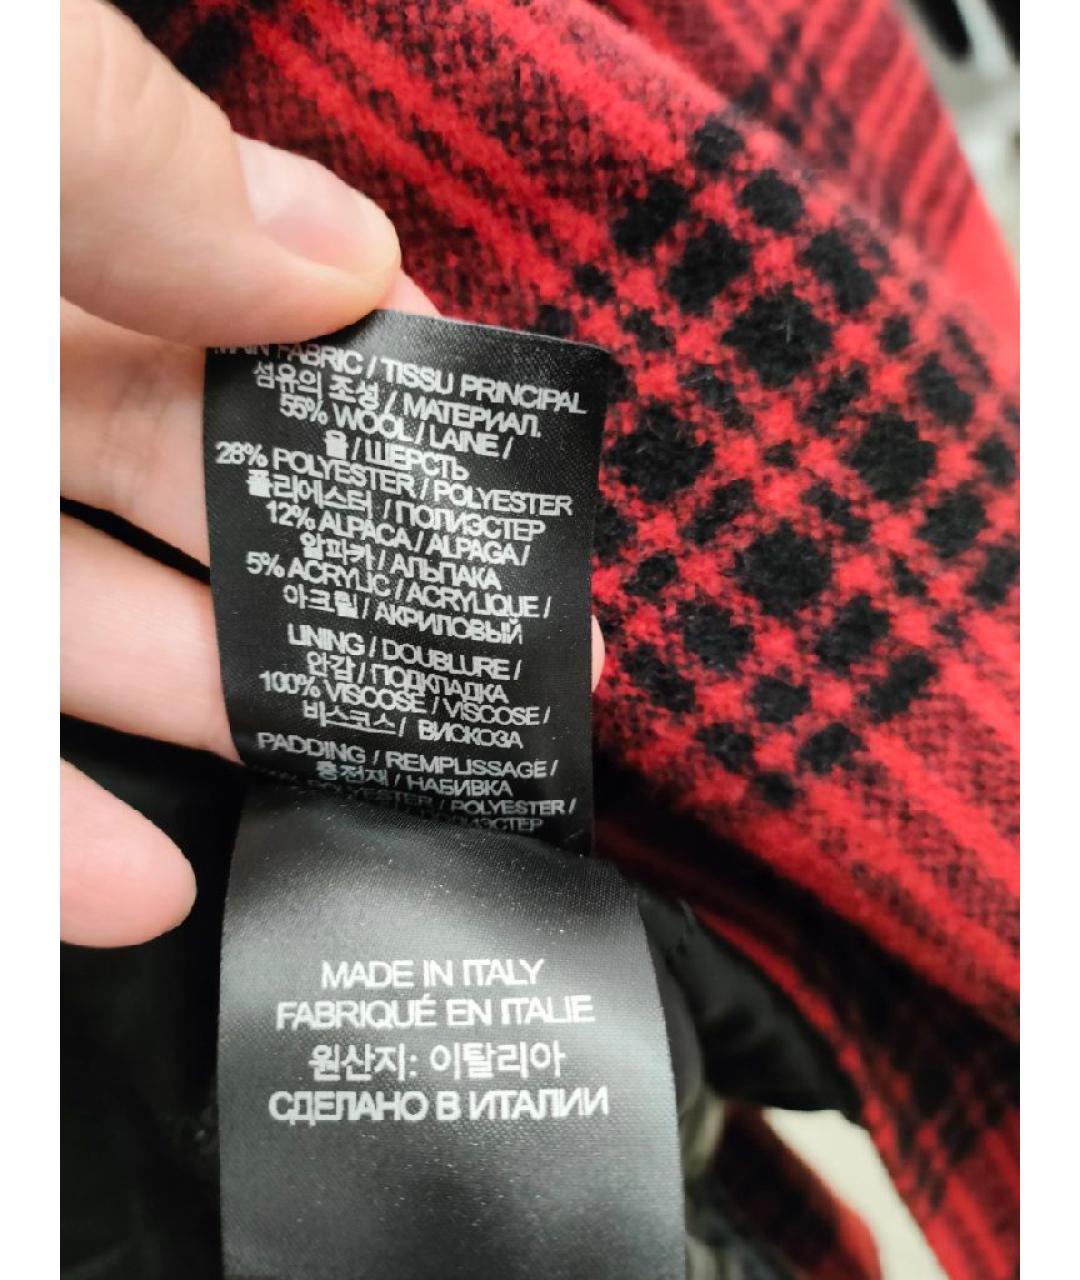 MAIN FABRIC / TISSU PRINCIPAL
섬유의 조성 / МАТЕРИАЛ.
55% WOOL / LAINE /
울 / ШЕРСТЬ
28% POLYESTER / POLYESTER
폴리에스터 / ПОЛИЭСТЕР
12% ALPACA / ALPAGA /
알파카 / АЛЬПАКА
5% ACRYLIC / ACRYLIQUE /
아크릴 / АКРИЛОВЫЙ
LINING / DOUBLURE /
안감 / ПОДКЛАДКА
100% VISCOSE / VISCOSE /
비스코스 / ВИСКОЗА
PADDING / REMPLISSAGE /
충전재 / НАБИВКА
POLYESTER / POLYESTER /
ПОЛИЭСТЕР
MADE IN ITALY
FABRIQUÉ EN ITALIE
원산지: 이탈리아
СДЕЛАНО В ИТАЛИИ